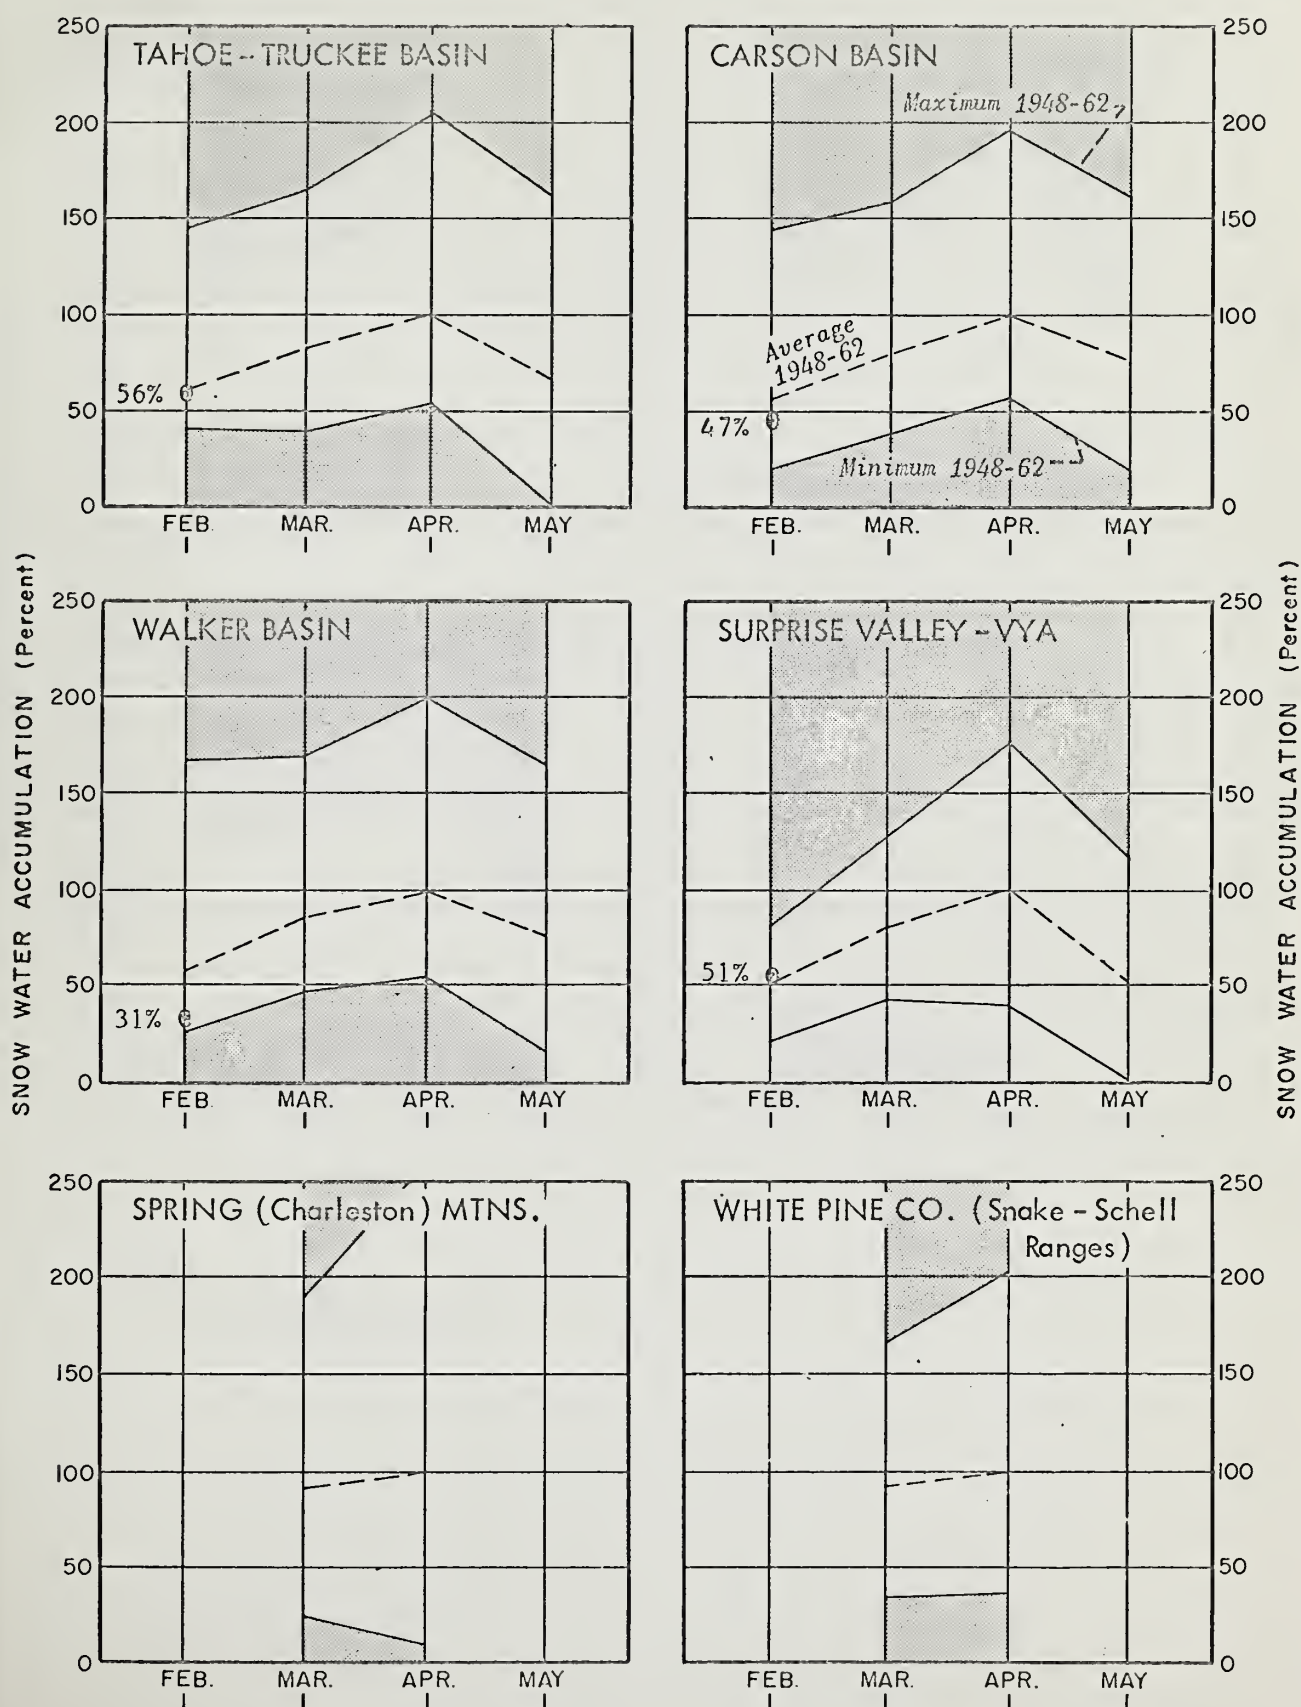 TAHOE-TRUCKEE BASIN
250
200
150
100
50
0
56%
FEB. MAR. APR. MAY
CARSON BASIN
Maximum 1948-62
Average
1948-62
Minimum 1948-62
47%
250
200
150
100
50
0
FEB. MAR. APR. MAY
SNOW WATER ACCUMULATION (Percent)
WALKER BASIN
250
200
150
100
50
0
31%
FEB. MAR. APR. MAY
SURPRISE VALLEY-VYA
51%
250
200
150
100
50
0
FEB. MAR. APR. MAY
SNOW WATER ACCUMULATION (Percent)
SPRING (Charleston) MTNS.
250
200
150
100
50
0
FEB. MAR. APR. MAY
WHITE PINE CO. (Snake-Schell
Ranges)
250
200
150
100
50
0
FEB. MAR. APR. MAY